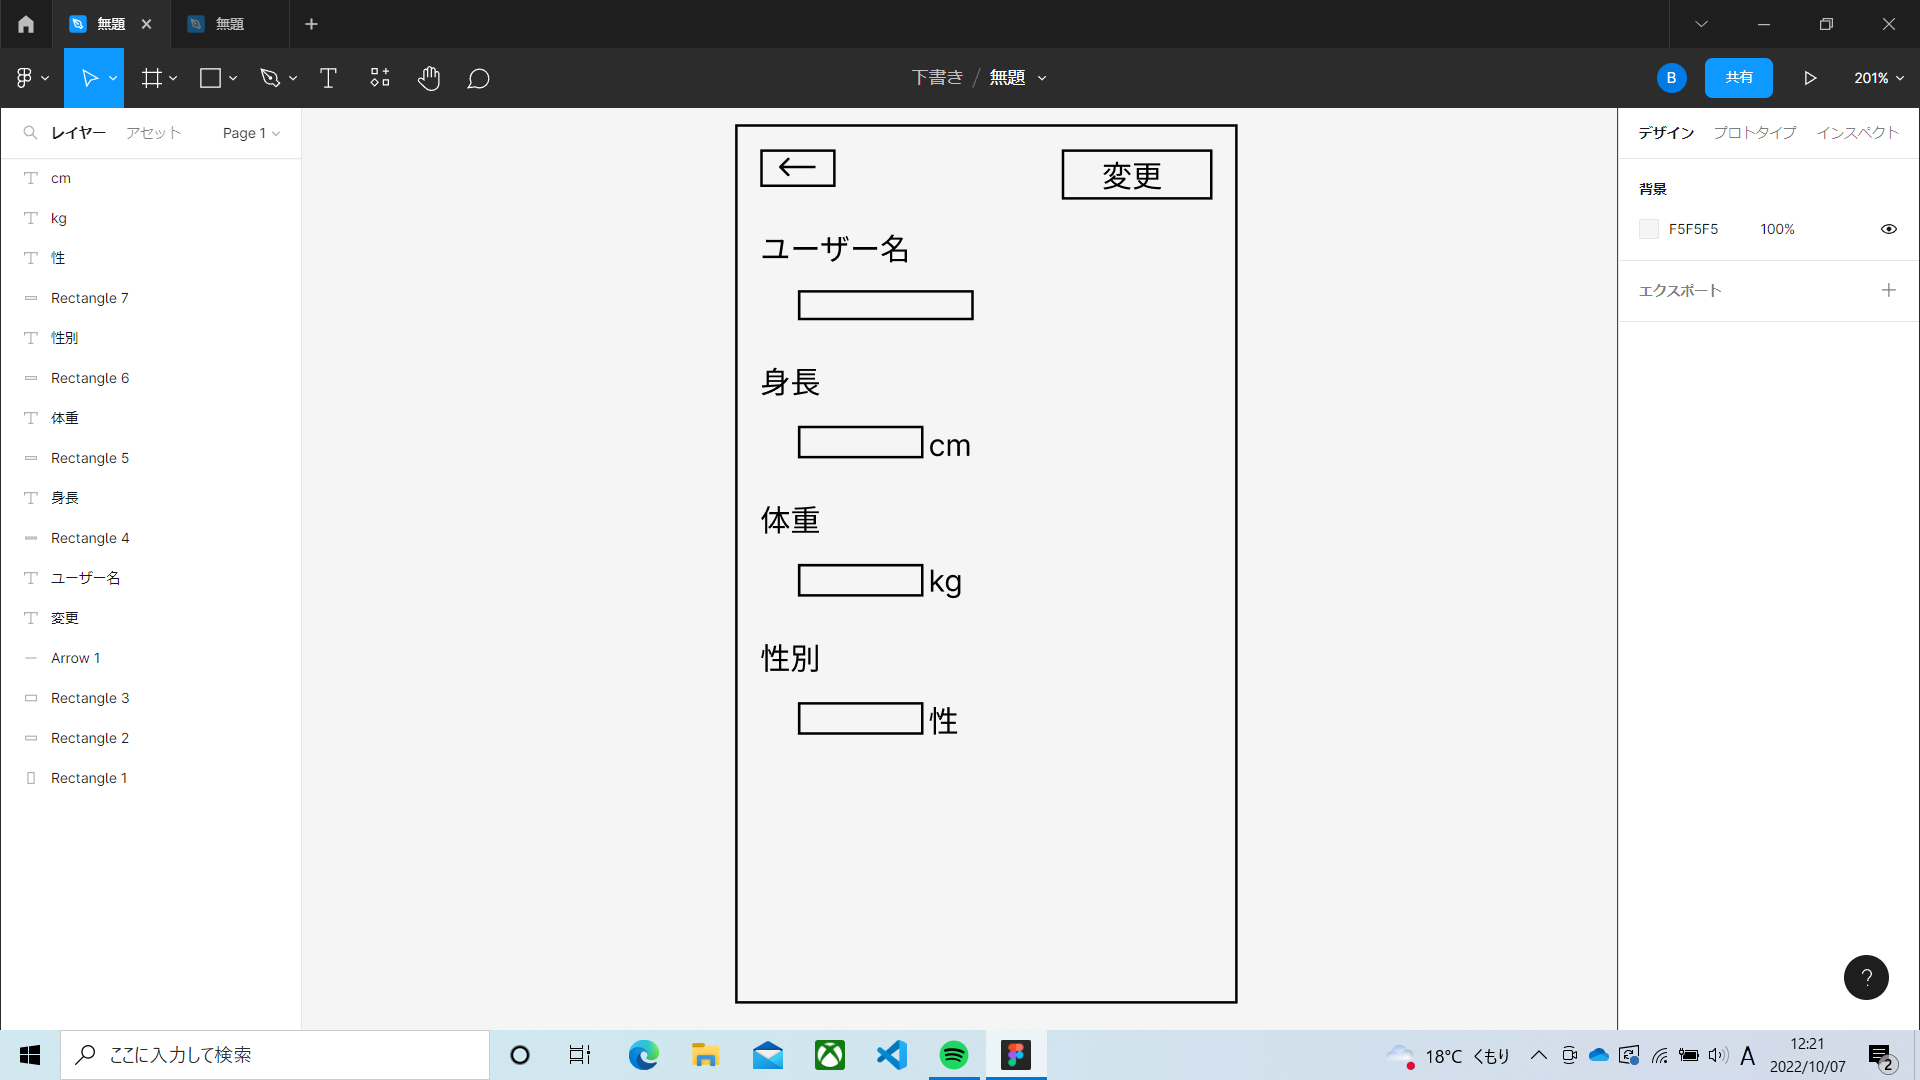 無題
無題
下書き / 無題
B
共有
201%
レイヤー
アセット
Page 1
cm
kg
性
Rectangle 7
性別
Rectangle 6
体重
Rectangle 5
身長
Rectangle 4
ユーザー名
変更
Arrow 1
Rectangle 3
Rectangle 2
Rectangle 1
変更
ユーザー名
身長
cm
体重
kg
性別
性
デザイン
プロトタイプ
インスペクト
背景
F5F5F5 100%
エクスポート
?
ここに入力して検索
18°C くもり
A
12:21
2022/10/07
2